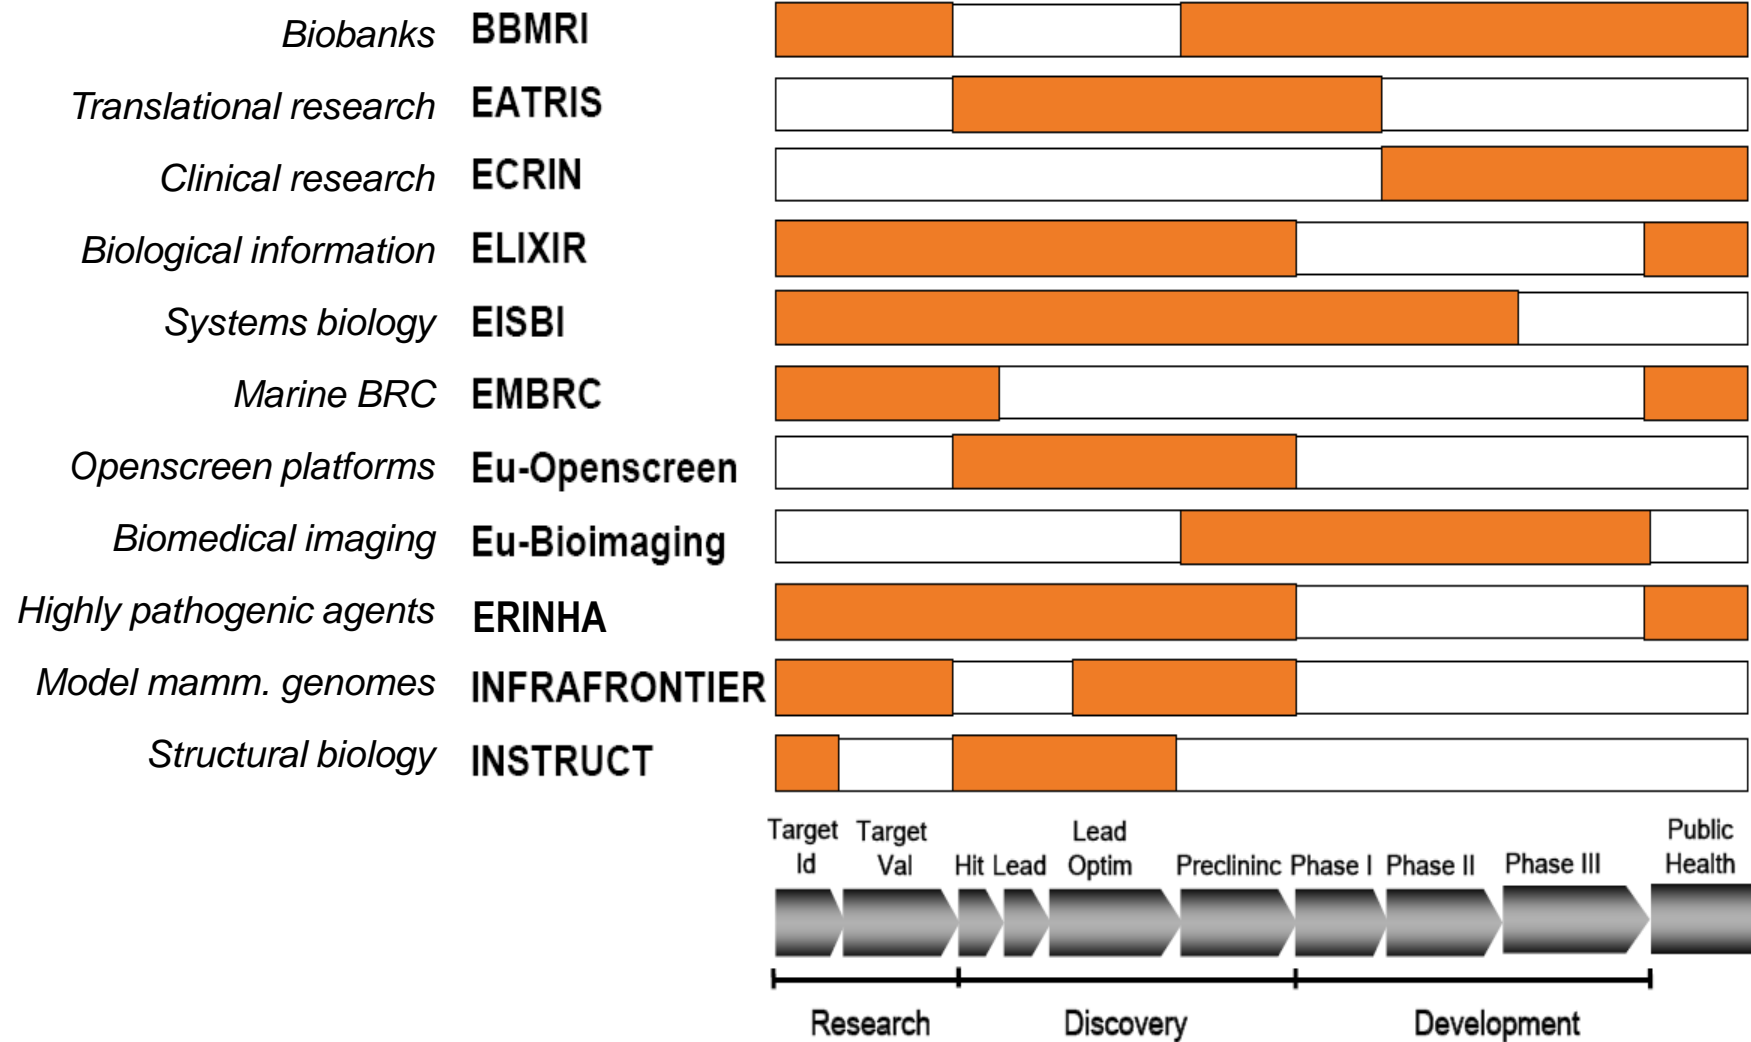 Biobanks BBMRI
Translational research EATRIS
Clinical research ECRIN
Biological information ELIXIR
Systems biology EISBI
Marine BRC EMBRC
Openscreen platforms Eu-Openscreen
Biomedical imaging Eu-Bioimaging
Highly pathogenic agents ERINHA
Model mamm. genomes INFRAFRONTIER
Structural biology INSTRUCT
Target Id
Target Val
Hit
Lead
Lead Optim
Preclininc
Phase I
Phase II
Phase III
Public Health
Research
Discovery
Development